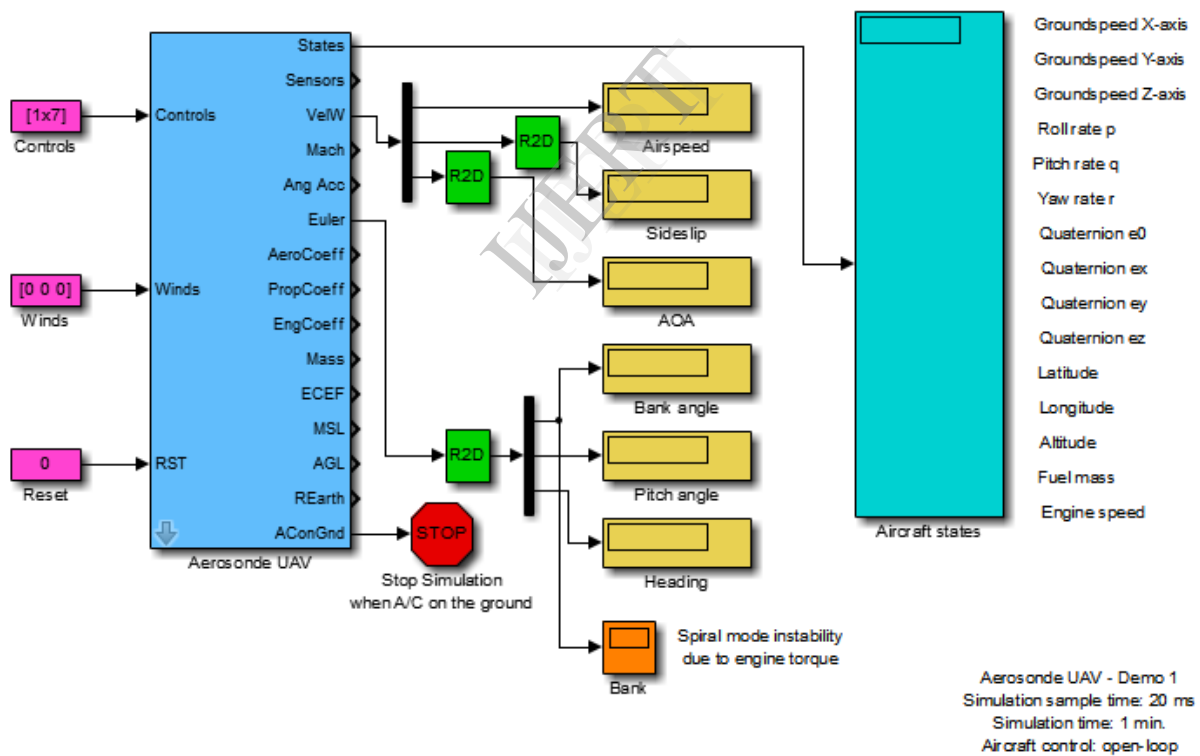 States
Sensors
VelW
Mach
Ang Acc
Euler
AeroCoeff
PropCoeff
EngCoeff
Mass
ECEF
MSL
AGL
REarth
AConGnd
Controls
Winds
RST
Aerosonde UAV
[1x7]
Controls
[0 0 0]
Winds
0
Reset
R2D
R2D
R2D
STOP
Stop Simulation
when A/C on the ground
Airspeed
Sideslip
AOA
Bank angle
Pitch angle
Heading
Bank
Spiral mode instability
due to engine torque
IJERT
Aircraft states
Groundspeed X-axis
Groundspeed Y-axis
Groundspeed Z-axis
Roll rate p
Pitch rate q
Yaw rate r
Quaternion e0
Quaternion ex
Quaternion ey
Quaternion ez
Latitude
Longitude
Altitude
Fuel mass
Engine speed
Aerosonde UAV - Demo 1
Simulation sample time: 20 ms
Simulation time: 1 min.
Aircraft control: open-loop